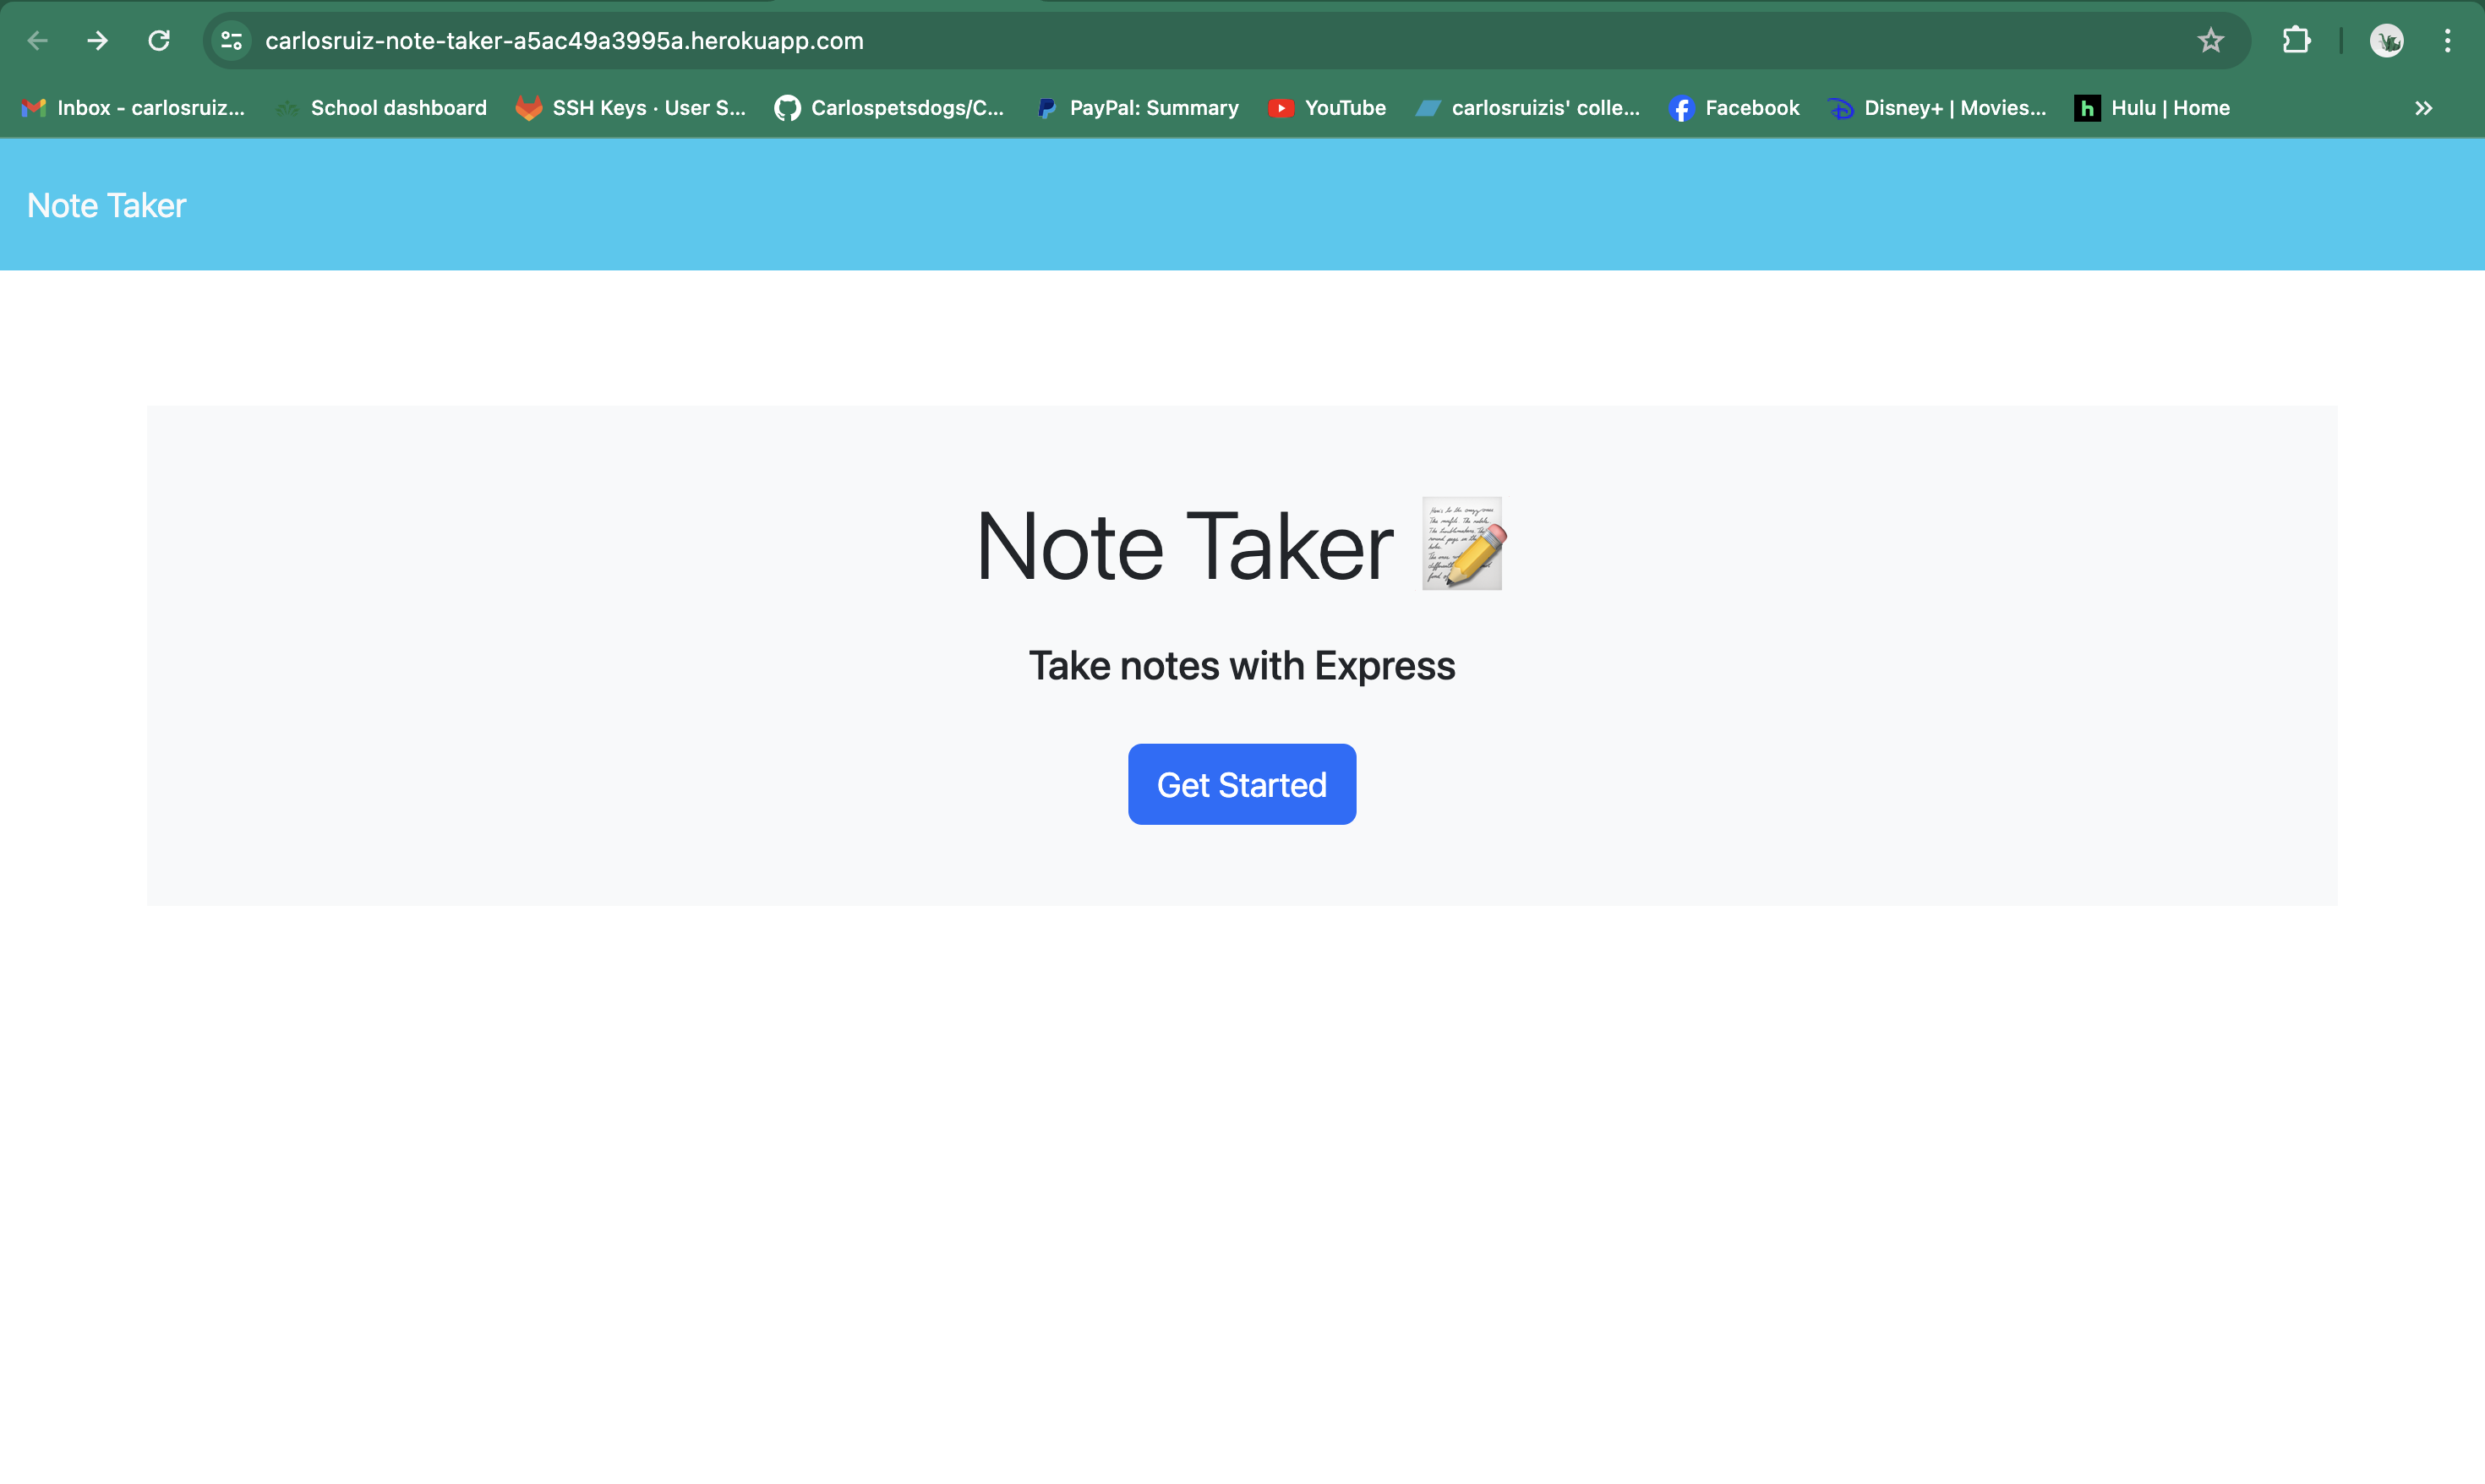 carlosruiz-note-taker-a5ac49a3995a.herokuapp.com
Inbox - carlosruiz... School dashboard SSH Keys · User S... Carlospetsdogs/C... PayPal: Summary YouTube carlosruizis' colle... Facebook Disney+ | Movies... h Hulu | Home
Note Taker
Note Taker
Take notes with Express
Get Started